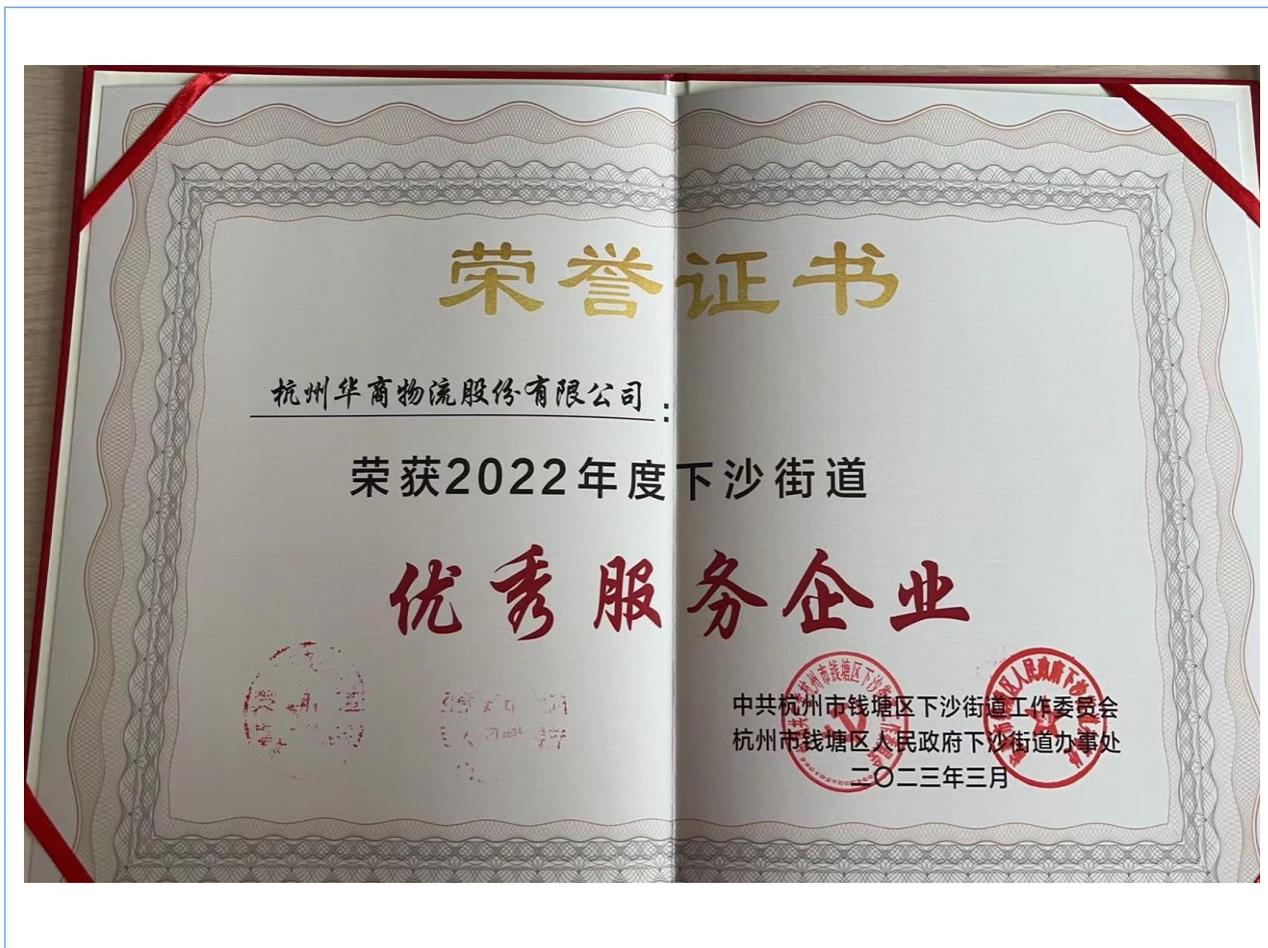 荣誉证书
杭州华商物流股份有限公司：
荣获2022年度下沙街道
优秀服务企业
中共杭州市钱塘区下沙街道工作委员会
杭州市钱塘区人民政府下沙街道办事处
二〇二三年三月